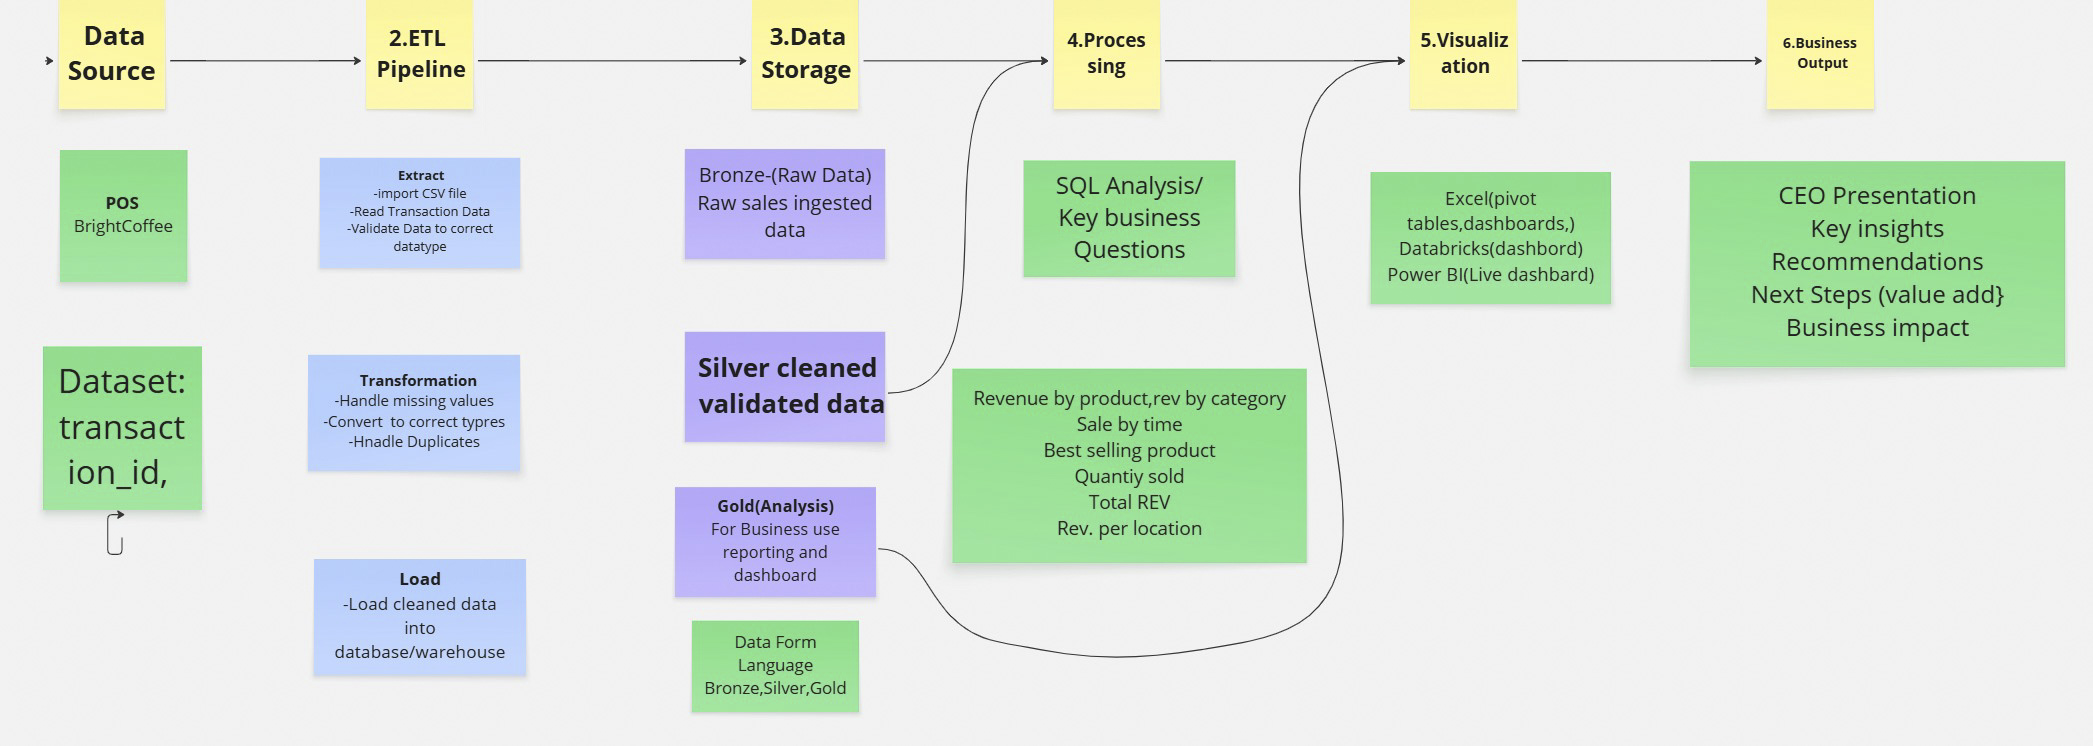 Data
Source
2.ETL
Pipeline
3.Data
Storage
4.Proces
sing
5.Visualiz
ation
6.Business
Output
POS
BrightCoffee
Dataset:
transact
ion_id,
Extract
-import CSV file
-Read Transaction Data
-Validate Data to correct
datatype
Transformation
-Handle missing values
-Convert  to correct typres
-Hnadle Duplicates
Load
-Load cleaned data
into
database/warehouse
Bronze-(Raw Data)
Raw sales ingested
data
Silver cleaned
validated data
Gold(Analysis)
For Business use
reporting and
dashboard
Data Form
Language
Bronze,Silver,Gold
SQL Analysis/
Key business
Questions
Revenue by product,rev by category
Sale by time
Best selling product
Quantiy sold
Total REV
Rev. per location
Excel(pivot
tables,dashboards,)
Databricks(dashbord)
Power BI(Live dashbard)
CEO Presentation
Key insights
Recommendations
Next Steps (value add}
Business impact